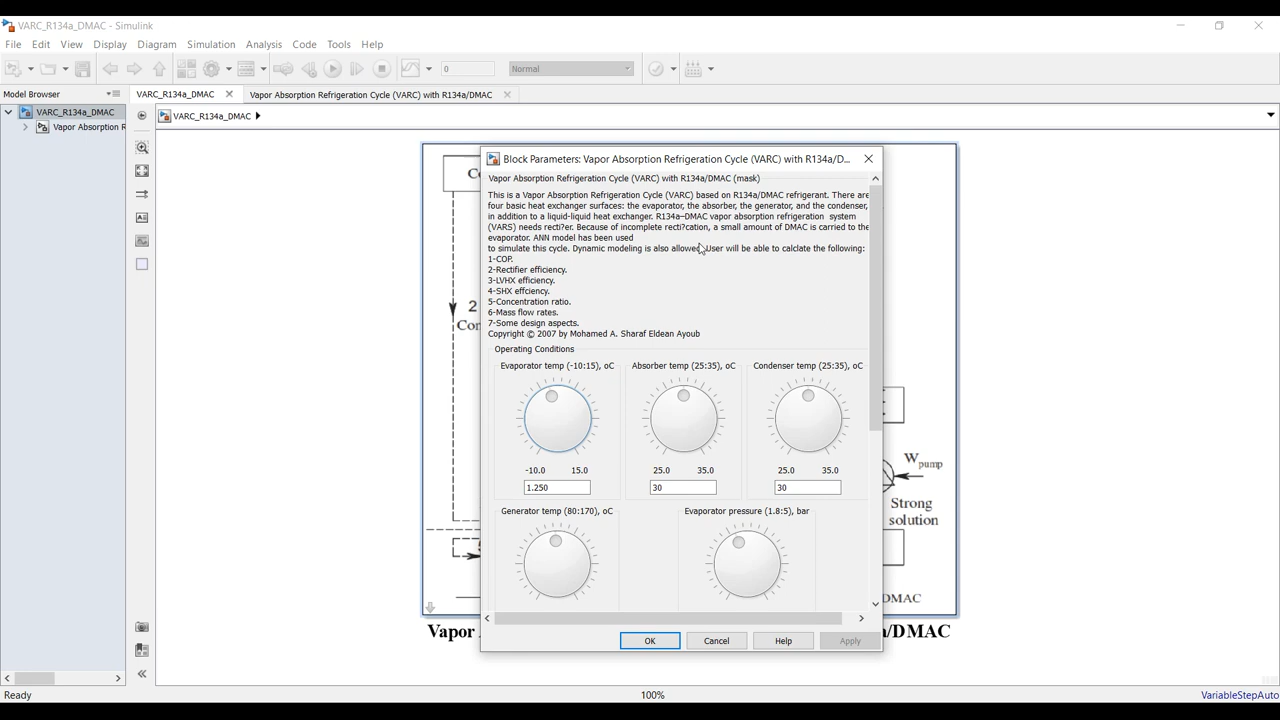 VARC_R134a_DMAC - Simulink
File Edit View Display Diagram Simulation Analysis Code Tools Help
0 Normal
Model Browser VARC_R134a_DMAC Vapor Absorption Refrigeration Cycle (VARC) with R134a/DMAC
VARC_R134a_DMAC VARC_R134a_DMAC
Vapor Absorption R
Block Parameters: Vapor Absorption Refrigeration Cycle (VARC) with R134a/D...
Vapor Absorption Refrigeration Cycle (VARC) with R134a/DMAC (mask)
This is a Vapor Absorption Refrigeration Cycle (VARC) based on R134a/DMAC refrigerant. There are
four basic heat exchanger surfaces: the evaporator, the absorber, the generator, and the condenser,
in addition to a liquid-liquid heat exchanger. R134a–DMAC vapor absorption refrigeration system
(VARS) needs recti?er. Because of incomplete recti?cation, a small amount of DMAC is carried to the
evaporator. ANN model has been used
to simulate this cycle. Dynamic modeling is also allowed. User will be able to calclate the following:
1-COP.
2-Rectifier efficiency.
3-LVHX efficiency.
4-SHX effciency.
5-Concentration ratio.
6-Mass flow rates.
7-Some design aspects.
Copyright © 2007 by Mohamed A. Sharaf Eldean Ayoub
Operating Conditions
Evaporator temp (-10:15), oC Absorber temp (25:35), oC Condenser temp (25:35), oC
-10.0 15.0 25.0 35.0 25.0 35.0
1.250 30 30
Generator temp (80:170), oC Evaporator pressure (1.8:5), bar
OK Cancel Help Apply
Co
2
Con
Wpump
Strong
solution
DMAC
Vapor a/DMAC
Ready 100% VariableStepAuto